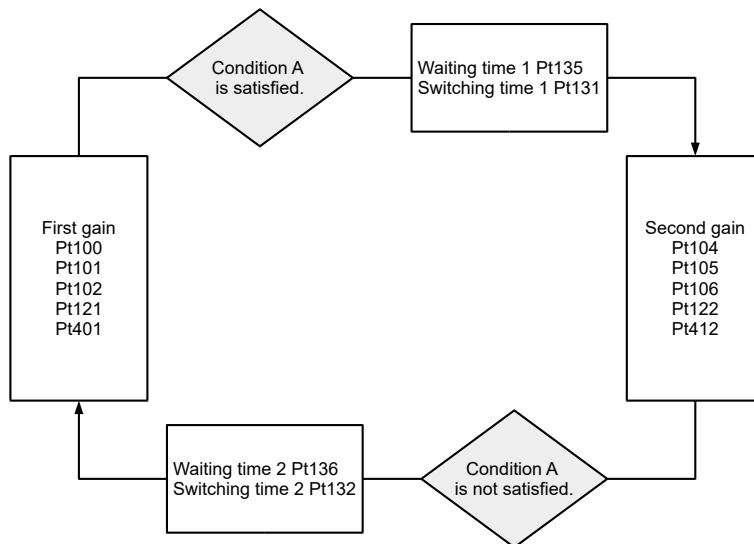 Condition A
is satisfied.
Waiting time 1 Pt135
Switching time 1 Pt131
First gain
Pt100
Pt101
Pt102
Pt121
Pt401
Second gain
Pt104
Pt105
Pt106
Pt122
Pt412
Waiting time 2 Pt136
Switching time 2 Pt132
Condition A
is not satisfied.